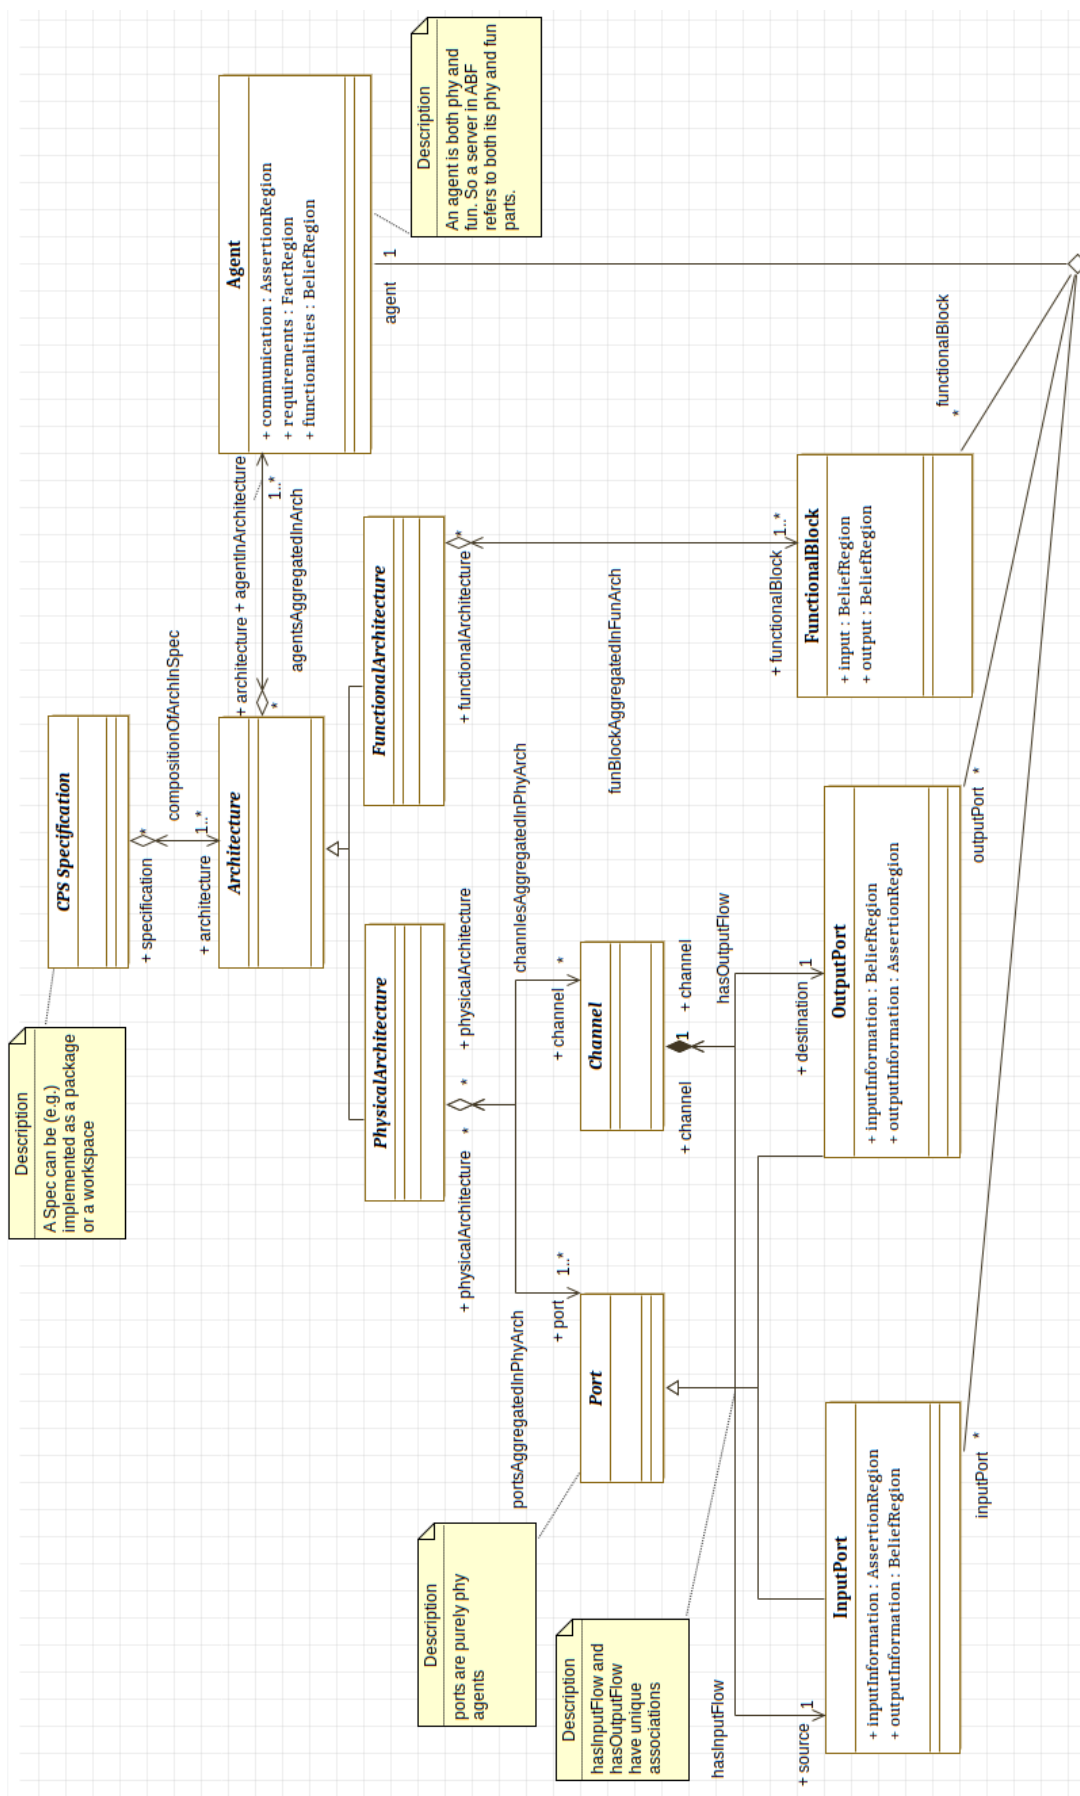 Description
A Spec can be (e.g.)
implemented as a package
or a workspace
CPS Specification
+ specification
*
compositionOfArchInSpec
+ architecture
1..*
Architecture
+ architecture
+ agentInArchitecture
*
1..*
agentsAggregatedInArch
Agent
+ communication : AssertionRegion
+ requirements : FactRegion
+ functionalities : BeliefRegion
Description
An agent is both phy and
fun. So a server in ABF
refers to both its phy and fun
parts.
agent
1
PhysicalArchitecture
FunctionalArchitecture
+ physicalArchitecture
*
*
+ physicalArchitecture
+ functionalArchitecture
*
portsAggregatedInPhyArch
channlesAggregatedInPhyArch
funBlockAggregatedInFunArch
+ port
1..*
+ channel
*
Description
ports are purely phy
agents
Port
Channel
+ channel
1
+ channel
Description
hasInputFlow and
hasOutputFlow
have unique
associations
hasInputFlow
hasOutputFlow
+ source
1
+ destination
1
+ functionalBlock
1..*
InputPort
+ inputInformation : AssertionRegion
+ outputInformation : BeliefRegion
OutputPort
+ inputInformation : BeliefRegion
+ outputInformation : AssertionRegion
FunctionalBlock
+ input : BeliefRegion
+ output : BeliefRegion
inputPort
*
outputPort
*
*
functionalBlock